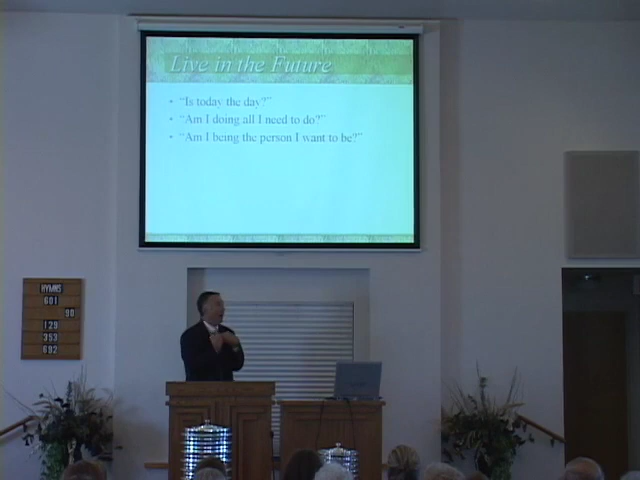 Live in the Future
• "Is today the day?"
• "Am I doing all I need to do?"
• "Am I being the person I want to be?"
HYMNS
601
90
129
353
692